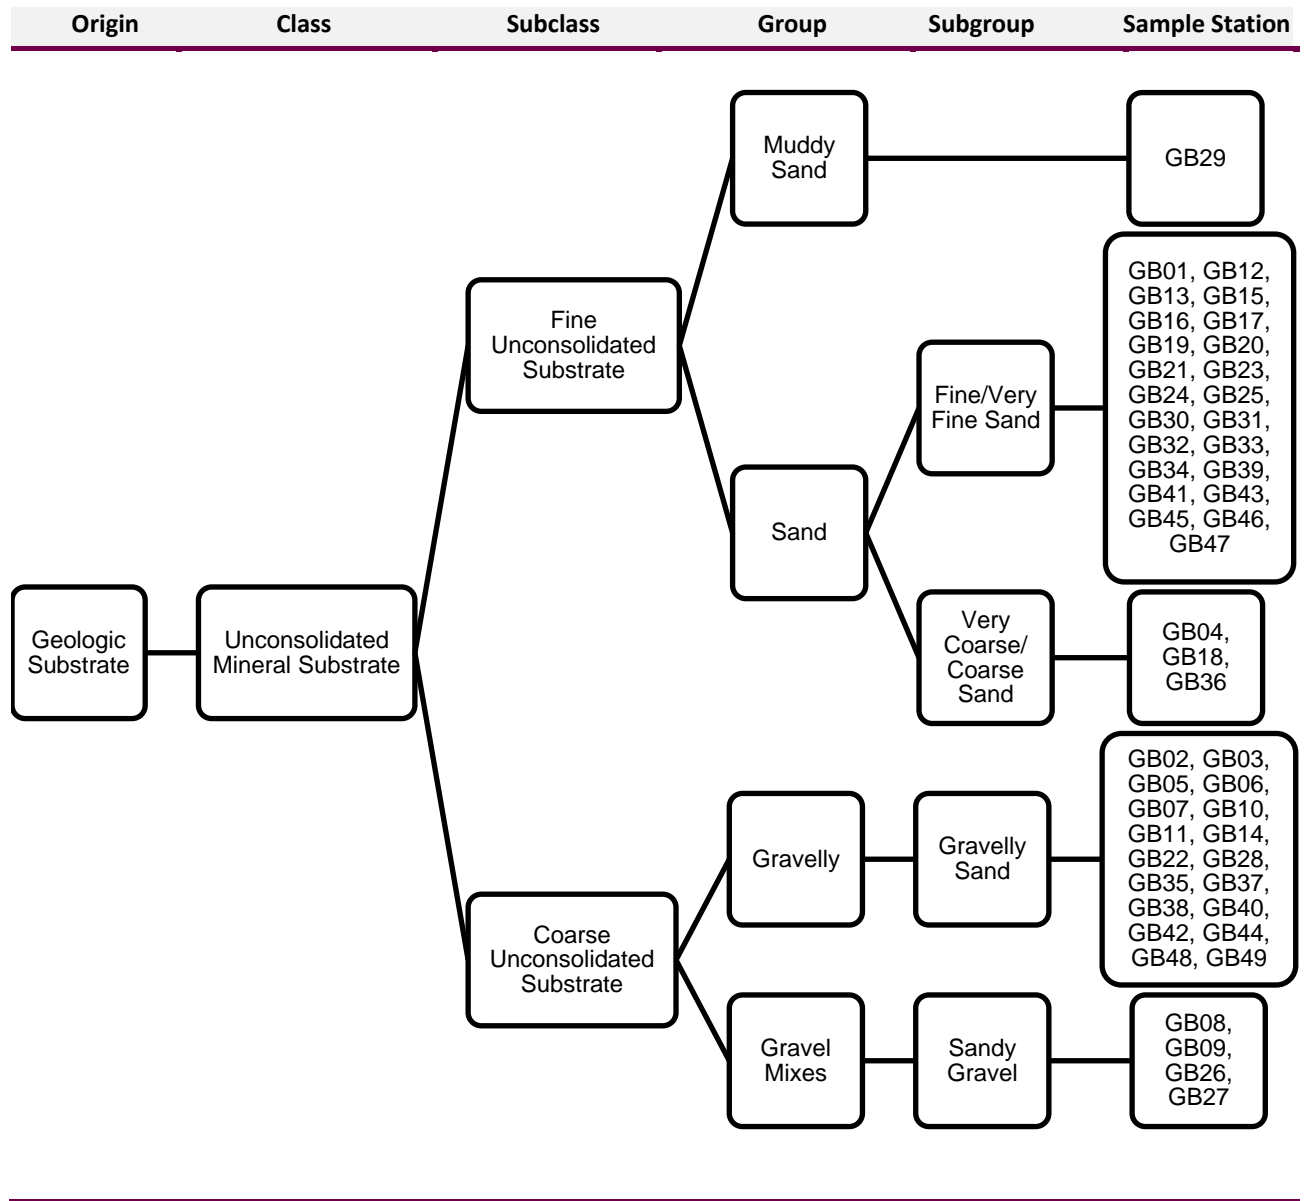 Origin Class Subclass Group Subgroup Sample Station
Muddy
Sand
GB29
Fine
Unconsolidated
Substrate
Fine/Very
Fine Sand
GB01, GB12,
GB13, GB15,
GB16, GB17,
GB19, GB20,
GB21, GB23,
GB24, GB25,
GB30, GB31,
GB32, GB33,
GB34, GB39,
GB41, GB43,
GB45, GB46,
GB47
Sand
Geologic
Substrate
Unconsolidated
Mineral Substrate
Very
Coarse/
Coarse
Sand
GB04,
GB18,
GB36
Gravelly
Gravelly
Sand
GB02, GB03,
GB05, GB06,
GB07, GB10,
GB11, GB14,
GB22, GB28,
GB35, GB37,
GB38, GB40,
GB42, GB44,
GB48, GB49
Coarse
Unconsolidated
Substrate
Gravel
Mixes
Sandy
Gravel
GB08,
GB09,
GB26,
GB27